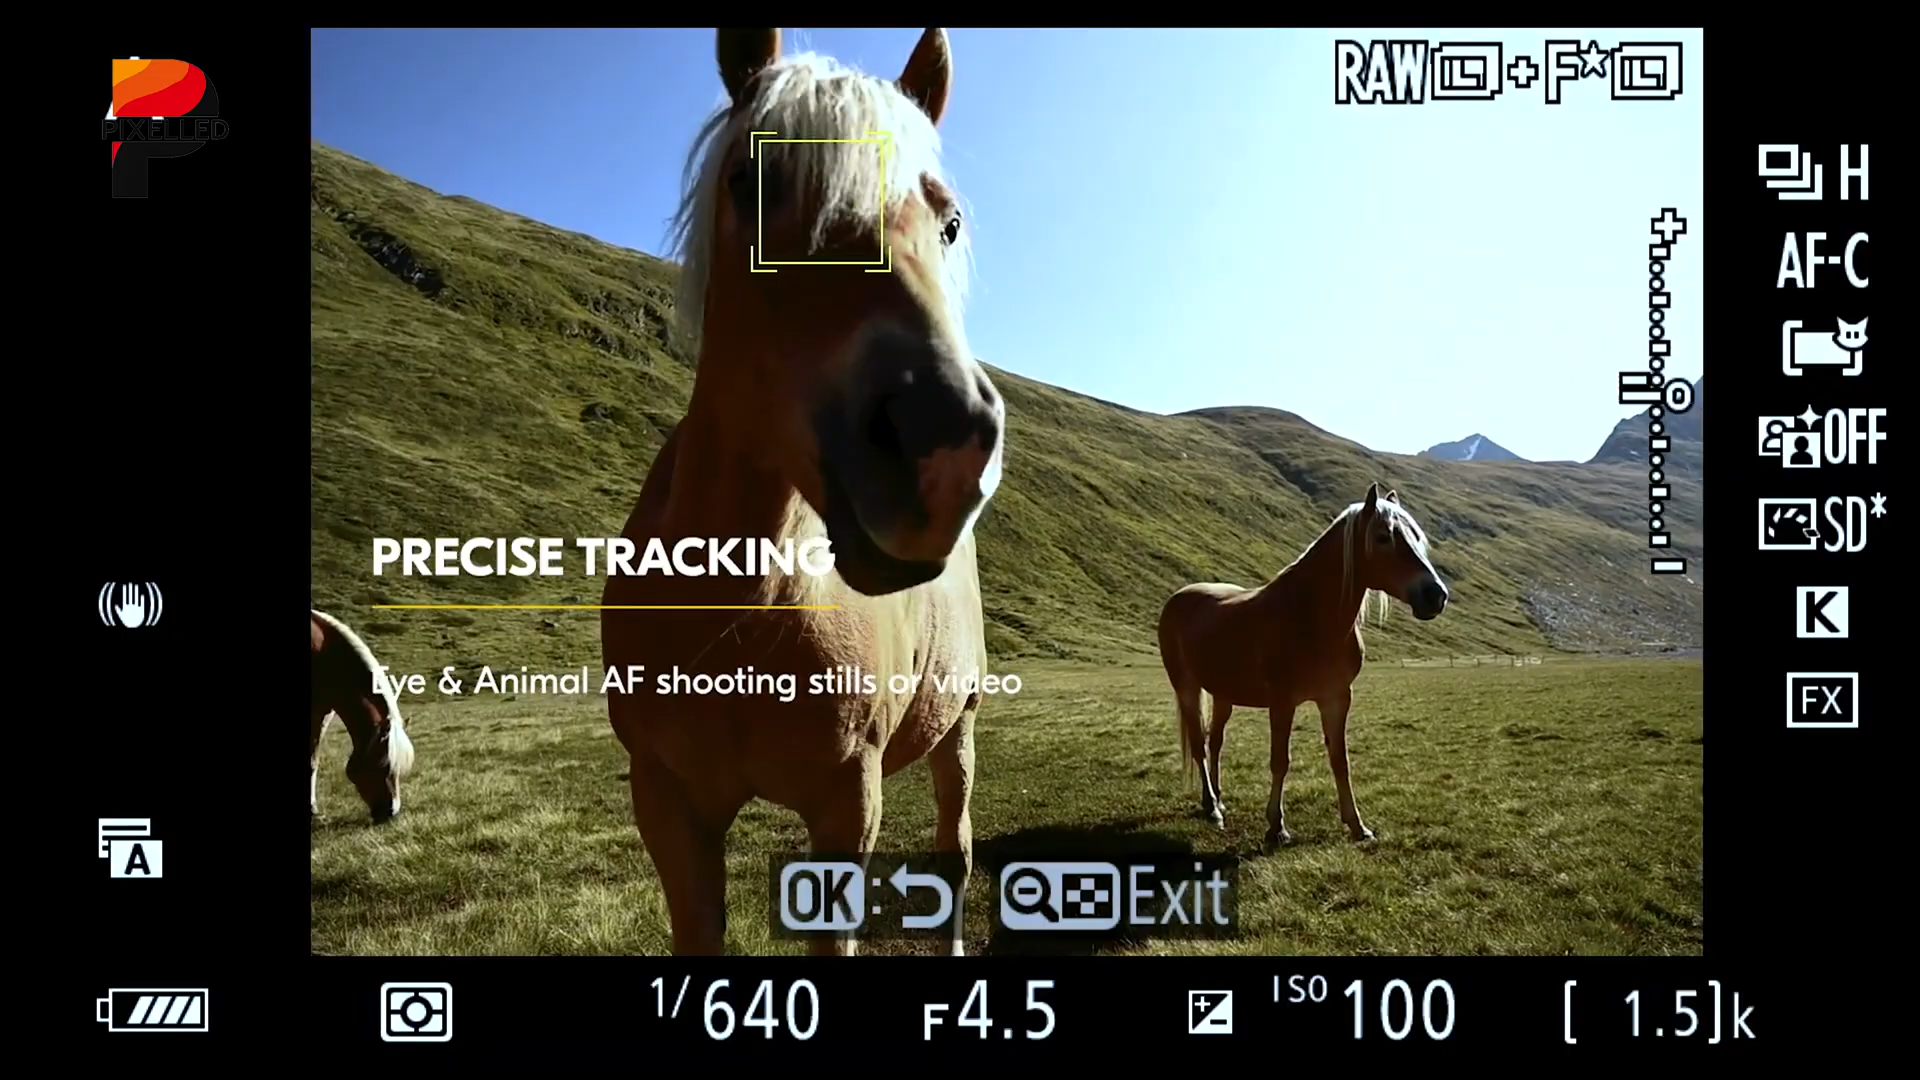 PIXELLED
RAW L + F★ L
H
AF-C
OFF
SD*
K
FX
PRECISE TRACKING
Eye & Animal AF shooting stills or video
A
OK: Exit
1/640 F4.5 ISO 100 [ 1.5]k